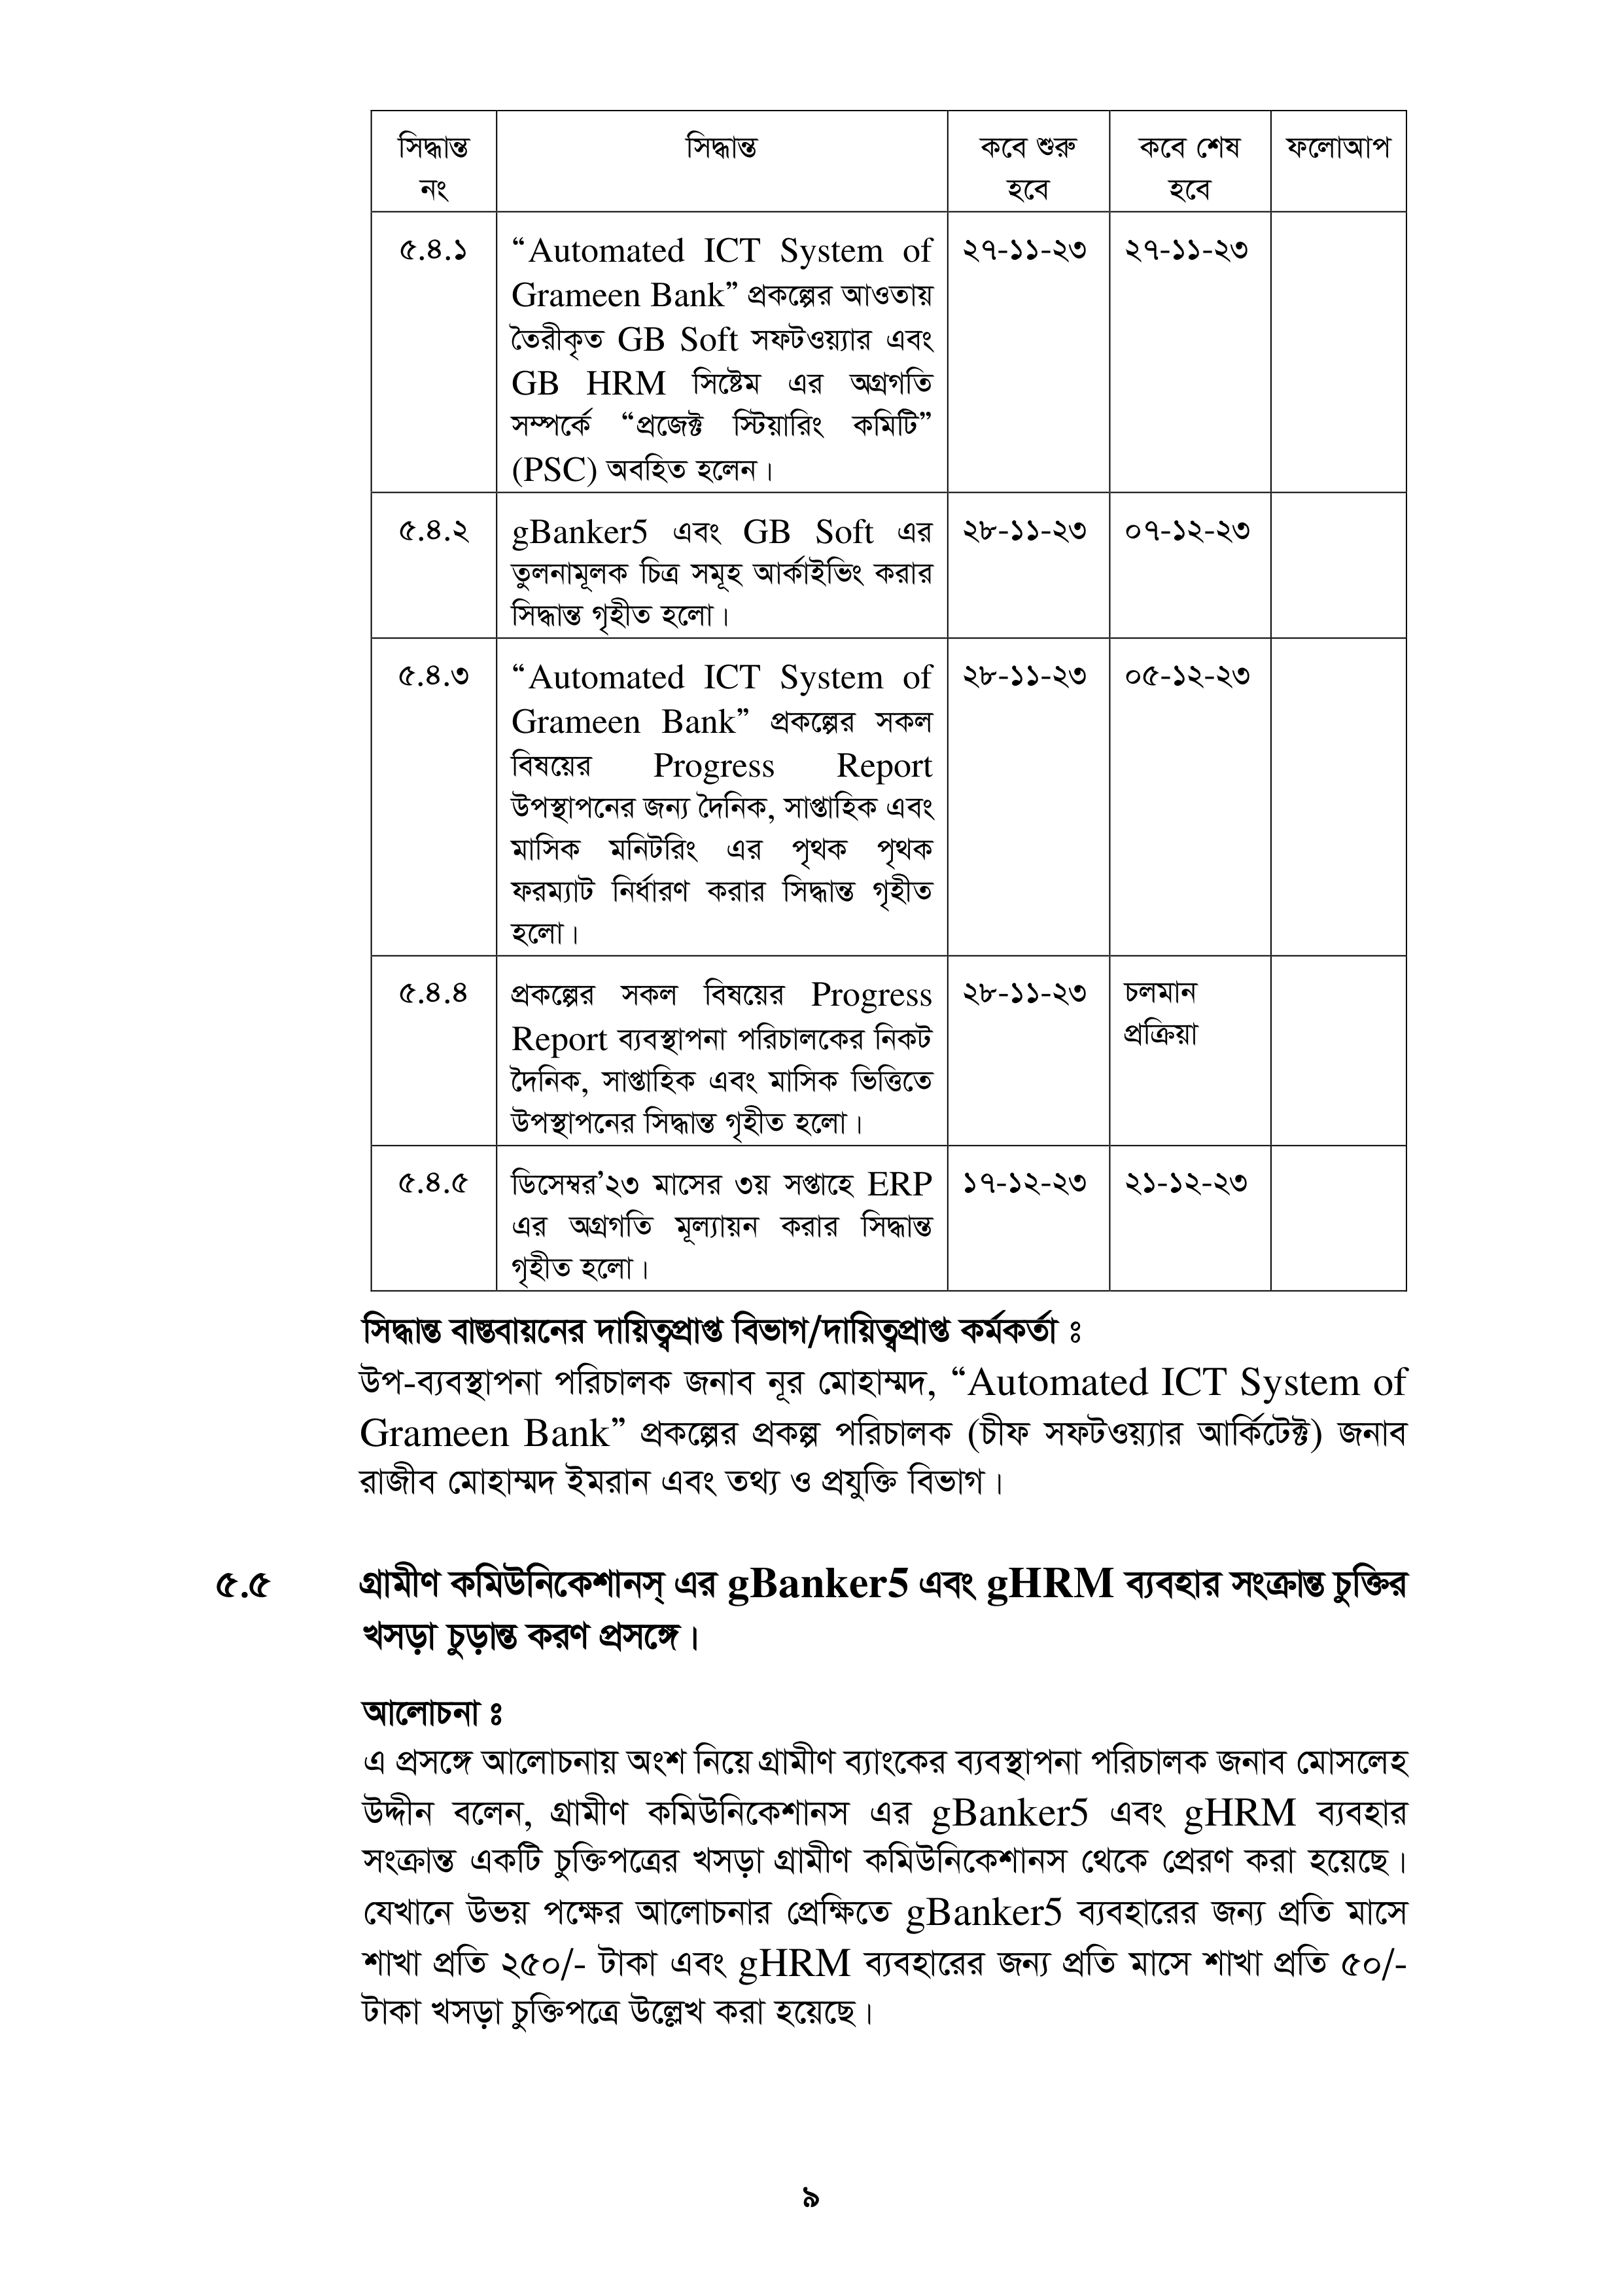 সিদ্ধান্ত সিদ্ধান্ত কবে শুরু কবে শেষ ফলোআপ
নং হবে হবে
৫.৪.১ “Automated ICT System of ২৭-১১-২৩ ২৭-১১-২৩
Grameen Bank” প্রকল্পের আওতায়
তৈরীকৃত GB Soft সফটওয়্যার এবং
GB HRM সিষ্টেম এর অগ্রগতি
সম্পর্কে “প্রজেক্ট স্টিয়ারিং কমিটি”
(PSC) অবহিত হলেন।
৫.৪.২ gBanker5 এবং GB Soft এর ২৮-১১-২৩ ০৭-১২-২৩
তুলনামূলক চিত্র সমূহ আর্কাইভিং করার
সিদ্ধান্ত গৃহীত হলো।
৫.৪.৩ “Automated ICT System of ২৮-১১-২৩ ০৫-১২-২৩
Grameen Bank” প্রকল্পের সকল
বিষয়ের Progress Report
উপস্থাপনের জন্য দৈনিক, সাপ্তাহিক এবং
মাসিক মনিটরিং এর পৃথক পৃথক
ফরম্যাট নির্ধারণ করার সিদ্ধান্ত গৃহীত
হলো।
৫.৪.৪ প্রকল্পের সকল বিষয়ের Progress ২৮-১১-২৩ চলমান
Report ব্যবস্থাপনা পরিচালকের নিকট প্রক্রিয়া
দৈনিক, সাপ্তাহিক এবং মাসিক ভিত্তিতে
উপস্থাপনের সিদ্ধান্ত গৃহীত হলো।
৫.৪.৫ ডিসেম্বর’২৩ মাসের ৩য় সপ্তাহে ERP ১৭-১২-২৩ ২১-১২-২৩
এর অগ্রগতি মূল্যায়ন করার সিদ্ধান্ত
গৃহীত হলো।
সিদ্ধান্ত বাস্তবায়নের দায়িত্বপ্রাপ্ত বিভাগ/দায়িত্বপ্রাপ্ত কর্মকর্তা ঃ
উপ-ব্যবস্থাপনা পরিচালক জনাব নূর মোহাম্মদ, “Automated ICT System of
Grameen Bank” প্রকল্পের প্রকল্প পরিচালক (চীফ সফটওয়্যার আর্কিটেক্ট) জনাব
রাজীব মোহাম্মদ ইমরান এবং তথ্য ও প্রযুক্তি বিভাগ।
৫.৫ গ্রামীণ কমিউনিকেশানস্ এর gBanker5 এবং gHRM ব্যবহার সংক্রান্ত চুক্তির
খসড়া চুড়ান্ত করণ প্রসঙ্গে।
আলোচনা ঃ
এ প্রসঙ্গে আলোচনায় অংশ নিয়ে গ্রামীণ ব্যাংকের ব্যবস্থাপনা পরিচালক জনাব মোসলেহ
উদ্দীন বলেন, গ্রামীণ কমিউনিকেশানস এর gBanker5 এবং gHRM ব্যবহার
সংক্রান্ত একটি চুক্তিপত্রের খসড়া গ্রামীণ কমিউনিকেশানস থেকে প্রেরণ করা হয়েছে।
যেখানে উভয় পক্ষের আলোচনার প্রেক্ষিতে gBanker5 ব্যবহারের জন্য প্রতি মাসে
শাখা প্রতি ২৫০/- টাকা এবং gHRM ব্যবহারের জন্য প্রতি মাসে শাখা প্রতি ৫০/-
টাকা খসড়া চুক্তিপত্রে উল্লেখ করা হয়েছে।
৯